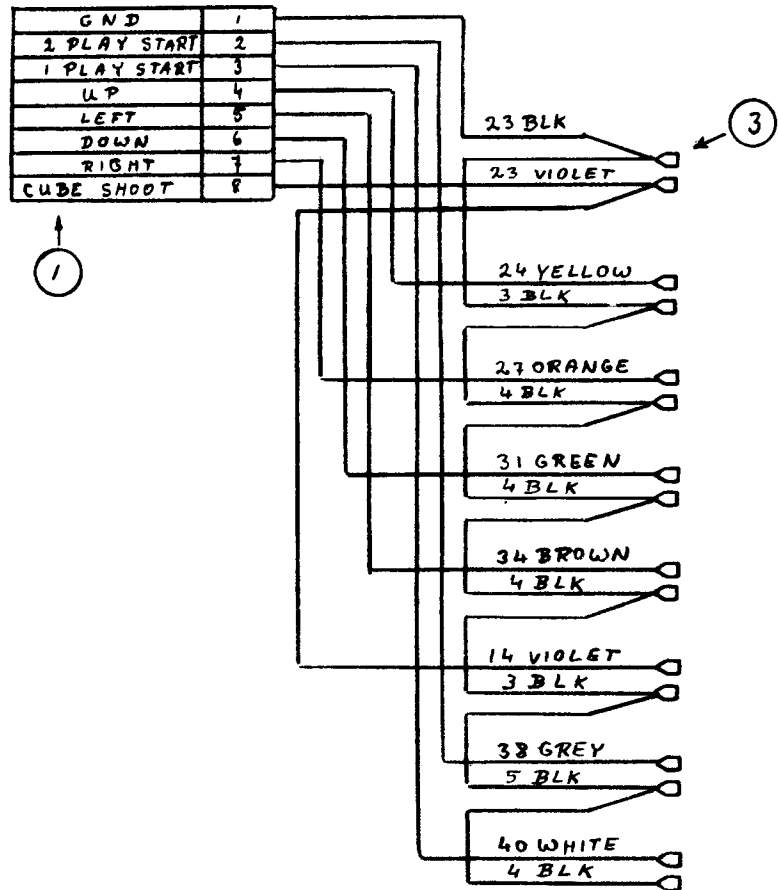 GND 1
2 PLAY START 2
1 PLAY START 3
UP 4
LEFT 5
DOWN 6
RIGHT 7
CUBE SHOOT 8
1
3
23 BLK
23 VIOLET
24 YELLOW
3 BLK
27 ORANGE
4 BLK
31 GREEN
4 BLK
34 BROWN
4 BLK
14 VIOLET
3 BLK
38 GREY
5 BLK
40 WHITE
4 BLK